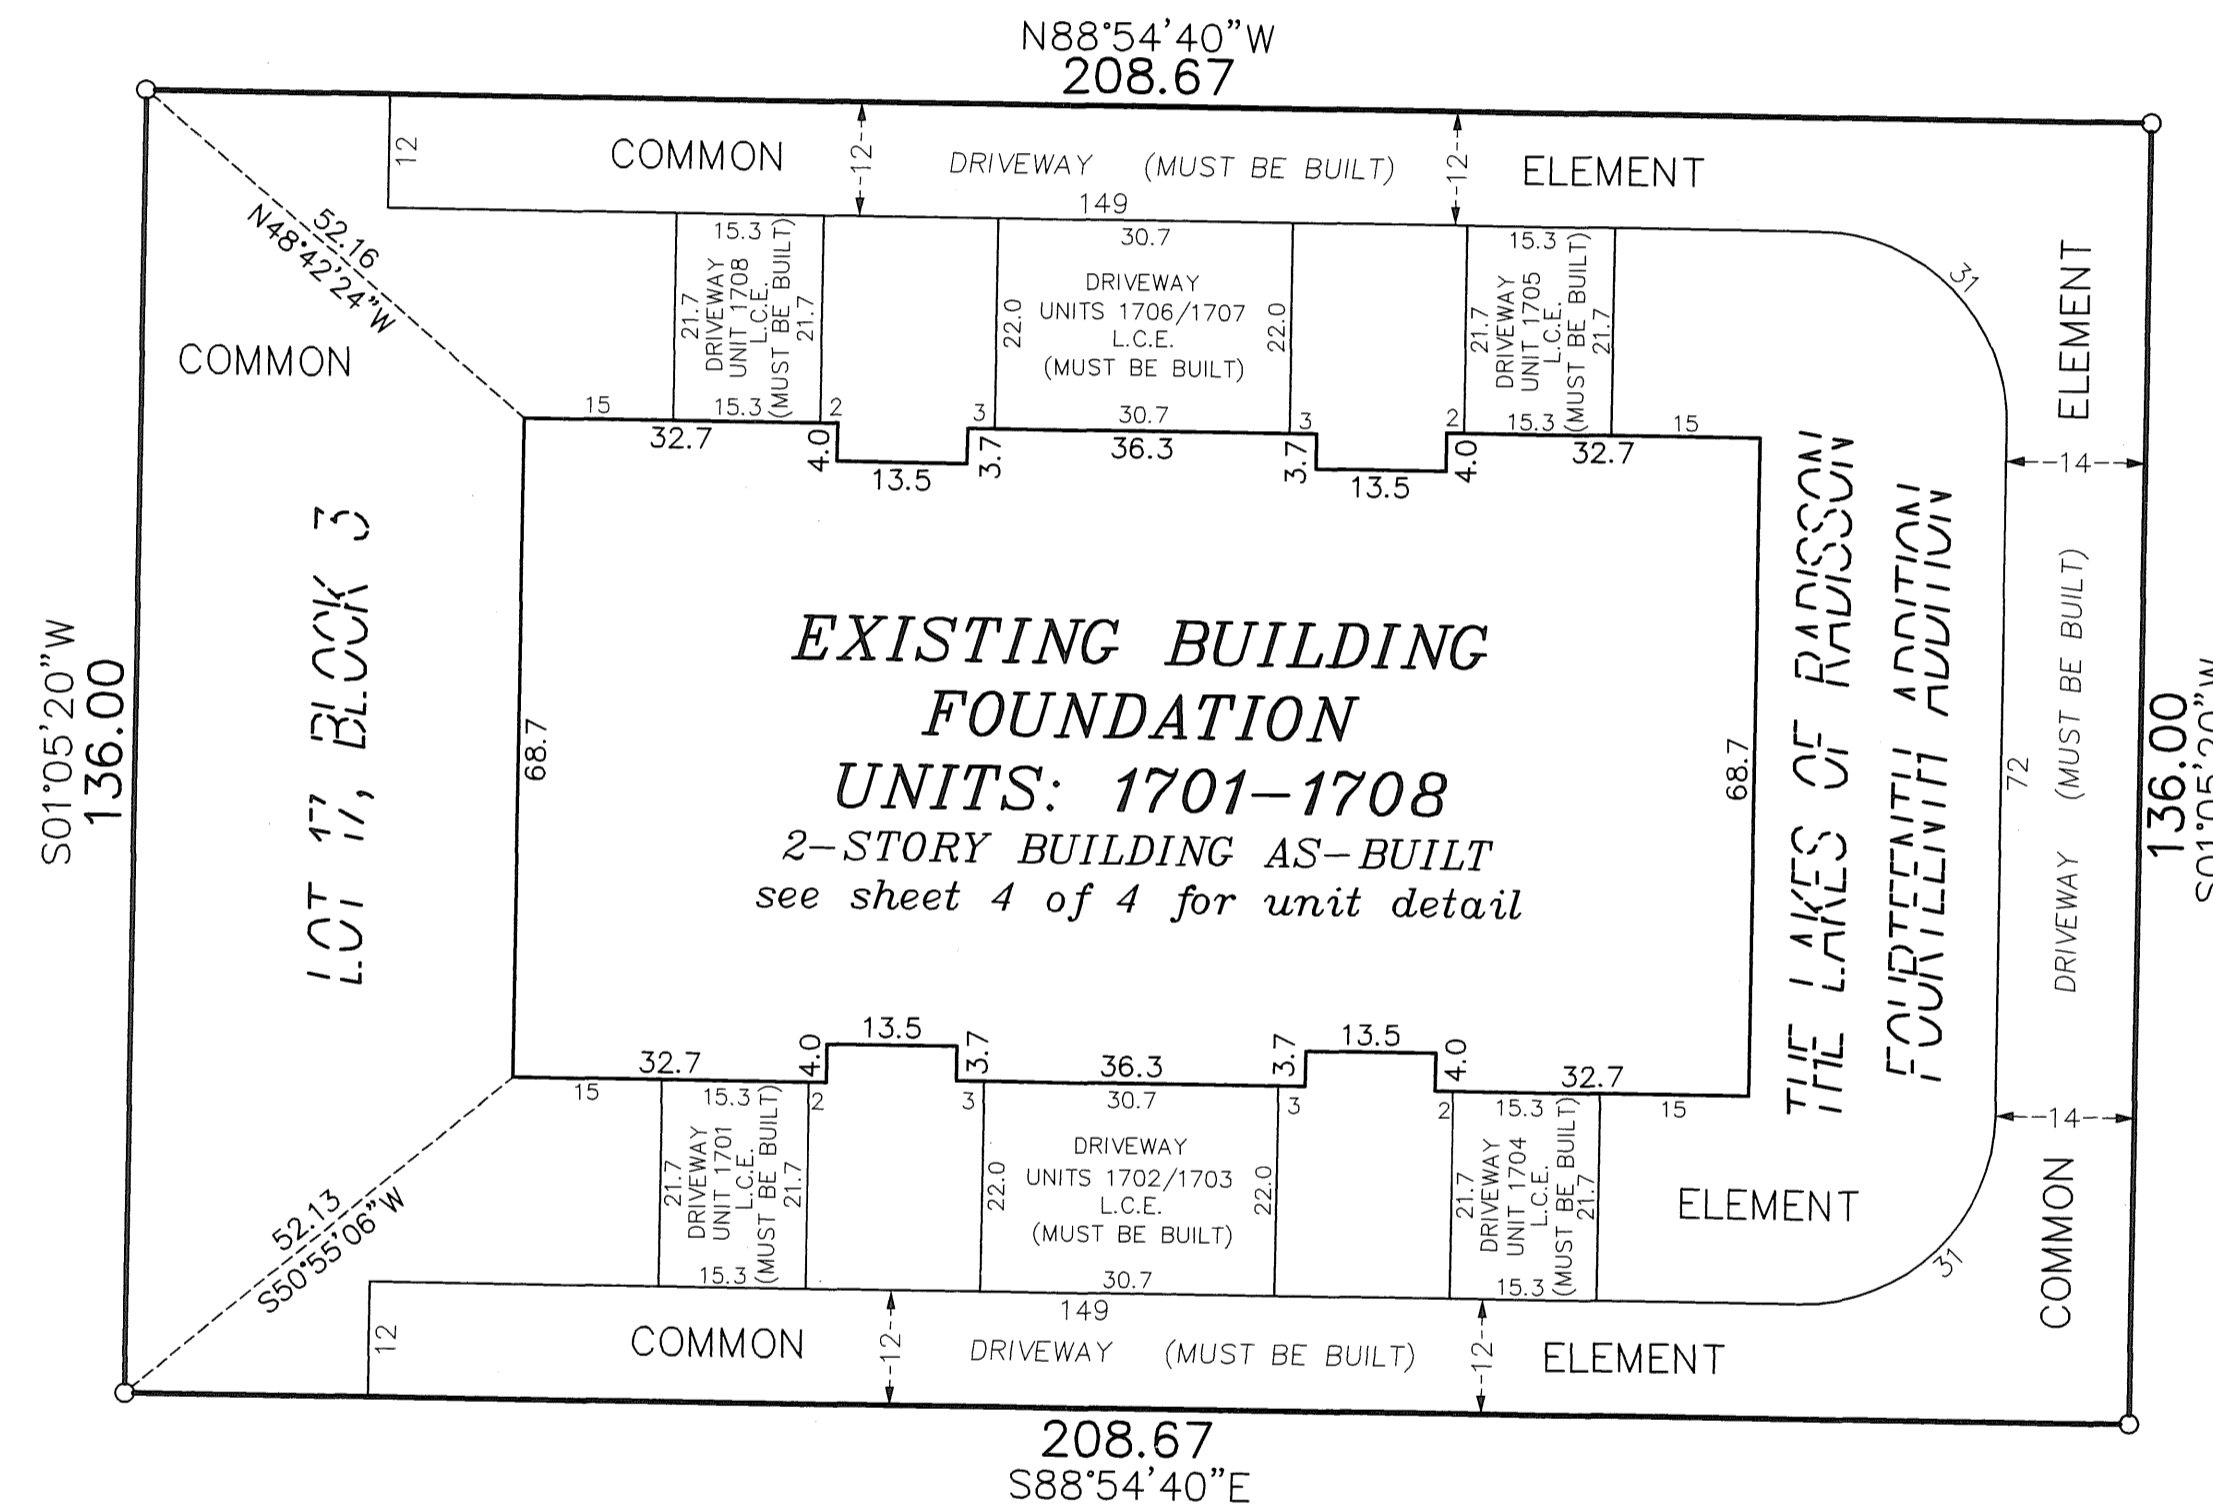 N88°54'40"W
208.67
12
COMMON
12
DRIVEWAY (MUST BE BUILT)
12
ELEMENT
149
52.16
N48°42'24"W
15.3
21.7
DRIVEWAY
UNIT 1708
L.C.E.
(MUST BE BUILT)
21.7
15.3
30.7
22.0
DRIVEWAY
UNITS 1706/1707
L.C.E.
(MUST BE BUILT)
22.0
30.7
15.3
21.7
DRIVEWAY
UNIT 1705
L.C.E.
(MUST BE BUILT)
21.7
15.3
31
ELEMENT
COMMON
15
2
3
3
2
15
32.7
4.0
13.5
3.7
36.3
3.7
13.5
4.0
32.7
14
S01°05'20"W
136.00
LOT 17, BLOCK 3
68.7
EXISTING BUILDING
FOUNDATION
UNITS: 1701-1708
2-STORY BUILDING AS-BUILT
see sheet 4 of 4 for unit detail
68.7
THE LAKES OF RADISSON
FOURTEENTH ADDITION
72
DRIVEWAY (MUST BE BUILT)
136.00
S01°05'20"W
32.7
4.0
13.5
3.7
36.3
3.7
13.5
4.0
32.7
14
15
2
3
3
2
15
15.3
21.7
DRIVEWAY
UNIT 1701
L.C.E.
(MUST BE BUILT)
21.7
15.3
30.7
22.0
DRIVEWAY
UNITS 1702/1703
L.C.E.
(MUST BE BUILT)
22.0
30.7
15.3
21.7
DRIVEWAY
UNIT 1704
L.C.E.
(MUST BE BUILT)
21.7
15.3
ELEMENT
31
COMMON
52.13
S50°55'06"W
149
12
COMMON
12
DRIVEWAY (MUST BE BUILT)
12
ELEMENT
208.67
S88°54'40"E